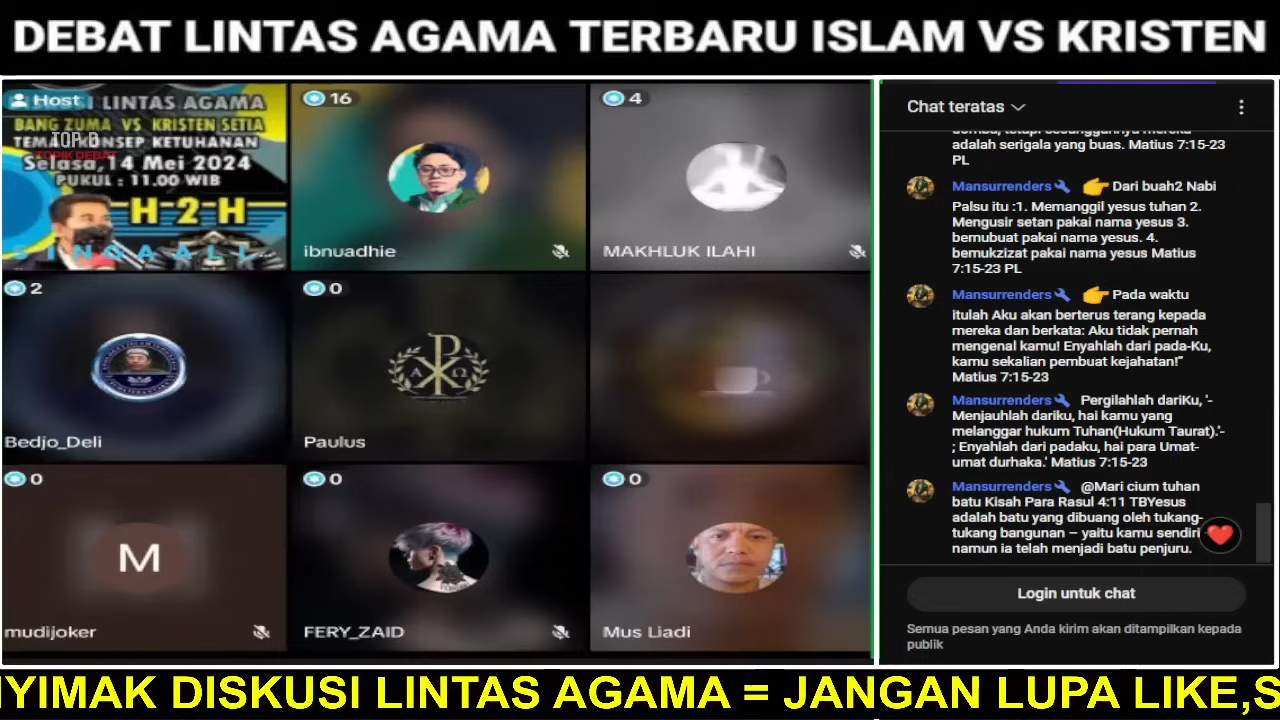 DEBAT LINTAS AGAMA TERBARU ISLAM VS KRISTEN
Host
LINTAS AGAMA
BANG ZUMA VS KRISTEN SETIA
TOP D
KETUHANAN
TOPIK DEBAT
Selasa, 14 Mei 2024
PUKUL : 11.00 WIB
H-2-H
16
ibnuadhie
4
MAKHLUK ILAHI
2
Bedjo_Deli
0
Α Ω
Paulus
0
M
mudijoker
0
FERY_ZAID
0
Mus Liadi
Chat teratas
adalah serigala yang buas. Matius 7:15-23
PL
Mansurrenders 👉 Dari buah2 Nabi
Palsu itu :1. Memanggil yesus tuhan 2.
Mengusir setan pakai nama yesus 3.
bernubuat pakai nama yesus. 4.
bernukzizat pakai nama yesus Matius
7:15-23 PL
Mansurrenders 👉 Pada waktu
itulah Aku akan berterus terang kepada
mereka dan berkata: Aku tidak pernah
mengenal kamu! Enyahlah dari pada-Ku,
kamu sekalian pembuat kejahatan!"
Matius 7:15-23
Mansurrenders Pergilahlah dariKu, '-
Menjauhlah dariku, hai kamu yang
melanggar hukum Tuhan(Hukum Taurat).'-
; Enyahlah dari padaku, hai para Umat-
umat durhaka.' Matius 7:15-23
Mansurrenders @Mari cium tuhan
batu Kisah Para Rasul 4:11 TBYesus
adalah batu yang dibuang oleh tukang-
tukang bangunan – yaitu kamu sendiri –
namun ia telah menjadi batu penjuru.
Login untuk chat
Semua pesan yang Anda kirim akan ditampilkan kepada
publik
NYIMAK DISKUSI LINTAS AGAMA = JANGAN LUPA LIKE,S